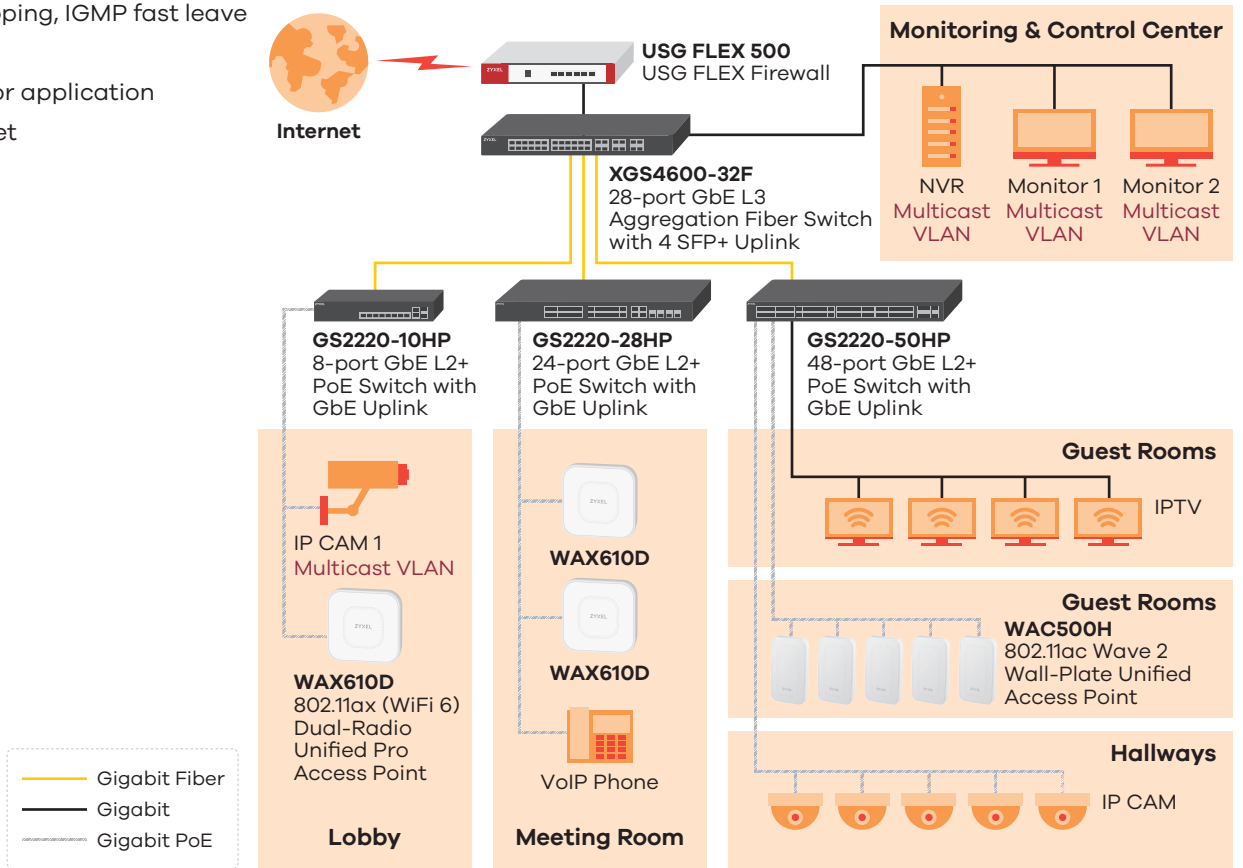 pping, IGMP fast leave
or application
et
Internet
ZYXEL
USG FLEX 500
USG FLEX Firewall
Monitoring & Control Center
NVR
Multicast
VLAN
Monitor 1
Multicast
VLAN
Monitor 2
Multicast
VLAN
ZYXEL
XGS4600-32F
28-port GbE L3
Aggregation Fiber Switch
with 4 SFP+ Uplink
GS2220-10HP
8-port GbE L2+
PoE Switch with
GbE Uplink
GS2220-28HP
24-port GbE L2+
PoE Switch with
GbE Uplink
GS2220-50HP
48-port GbE L2+
PoE Switch with
GbE Uplink
IP CAM 1
Multicast VLAN
ZYXEL
WAX610D
802.11ax (WiFi 6)
Dual-Radio
Unified Pro
Access Point
Lobby
ZYXEL
WAX610D
ZYXEL
WAX610D
VoIP Phone
Meeting Room
Guest Rooms
IPTV
Guest Rooms
WAC500H
802.11ac Wave 2
Wall-Plate Unified
Access Point
Hallways
IP CAM
Gigabit Fiber
Gigabit
Gigabit PoE